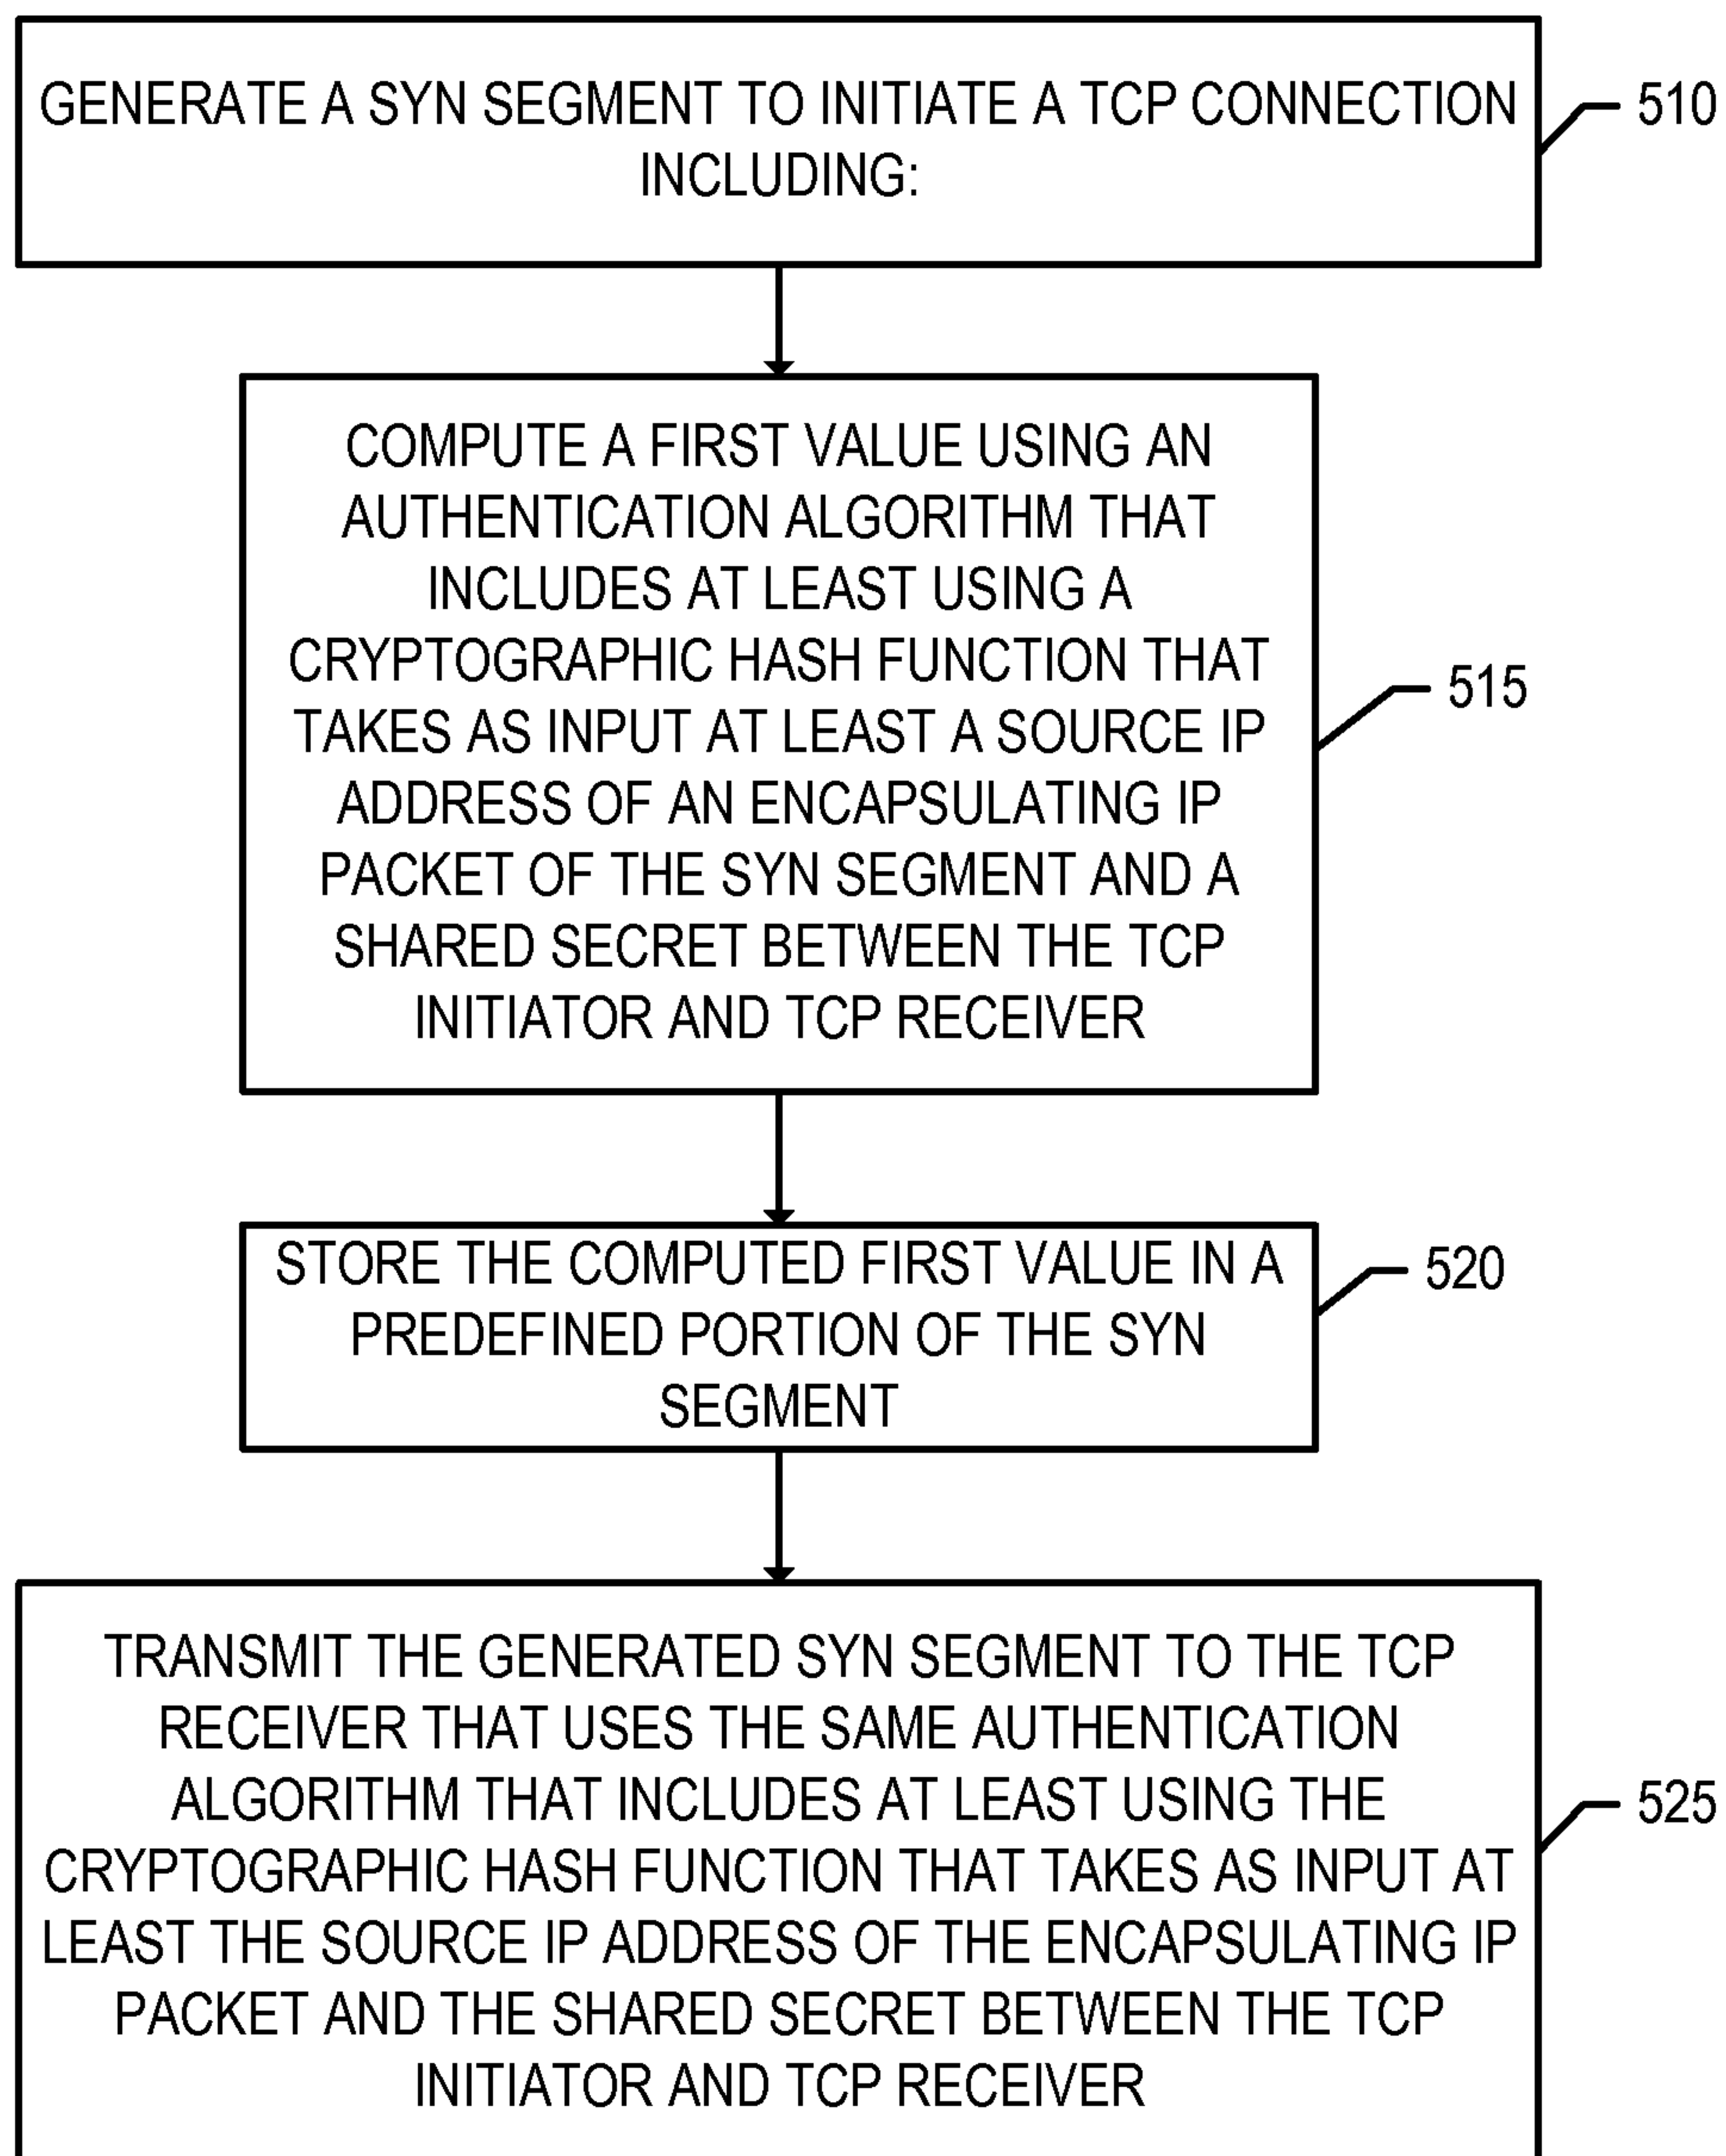 GENERATE A SYN SEGMENT TO INITIATE A TCP CONNECTION
INCLUDING:
510
COMPUTE A FIRST VALUE USING AN
AUTHENTICATION ALGORITHM THAT
INCLUDES AT LEAST USING A
CRYPTOGRAPHIC HASH FUNCTION THAT
TAKES AS INPUT AT LEAST A SOURCE IP
ADDRESS OF AN ENCAPSULATING IP
PACKET OF THE SYN SEGMENT AND A
SHARED SECRET BETWEEN THE TCP
INITIATOR AND TCP RECEIVER
515
STORE THE COMPUTED FIRST VALUE IN A
PREDEFINED PORTION OF THE SYN
SEGMENT
520
TRANSMIT THE GENERATED SYN SEGMENT TO THE TCP
RECEIVER THAT USES THE SAME AUTHENTICATION
ALGORITHM THAT INCLUDES AT LEAST USING THE
CRYPTOGRAPHIC HASH FUNCTION THAT TAKES AS INPUT AT
LEAST THE SOURCE IP ADDRESS OF THE ENCAPSULATING IP
PACKET AND THE SHARED SECRET BETWEEN THE TCP
INITIATOR AND TCP RECEIVER
525